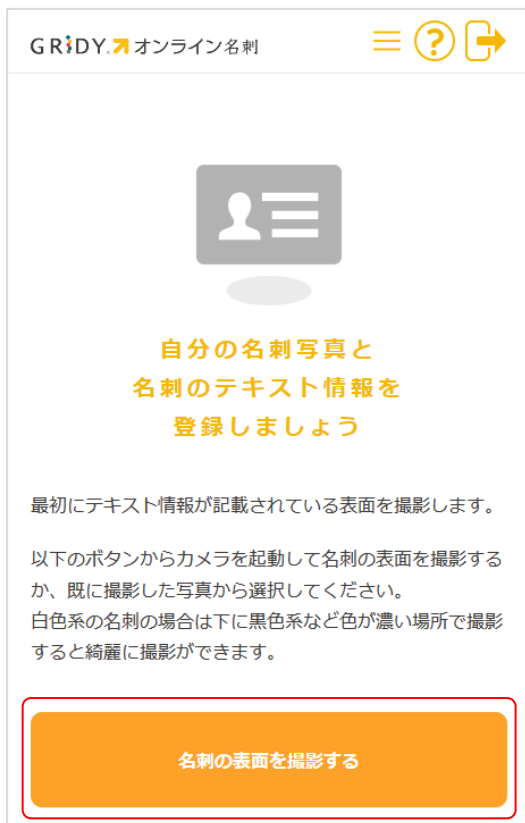 GRiDY. オンライン名刺
?
自分の名刺写真と
名刺のテキスト情報を
登録しましょう
最初にテキスト情報が記載されている表面を撮影します。
以下のボタンからカメラを起動して名刺の表面を撮影する
か、既に撮影した写真から選択してください。
白色系の名刺の場合は下に黒色系など色が濃い場所で撮影
すると綺麗に撮影ができます。
名刺の表面を撮影する